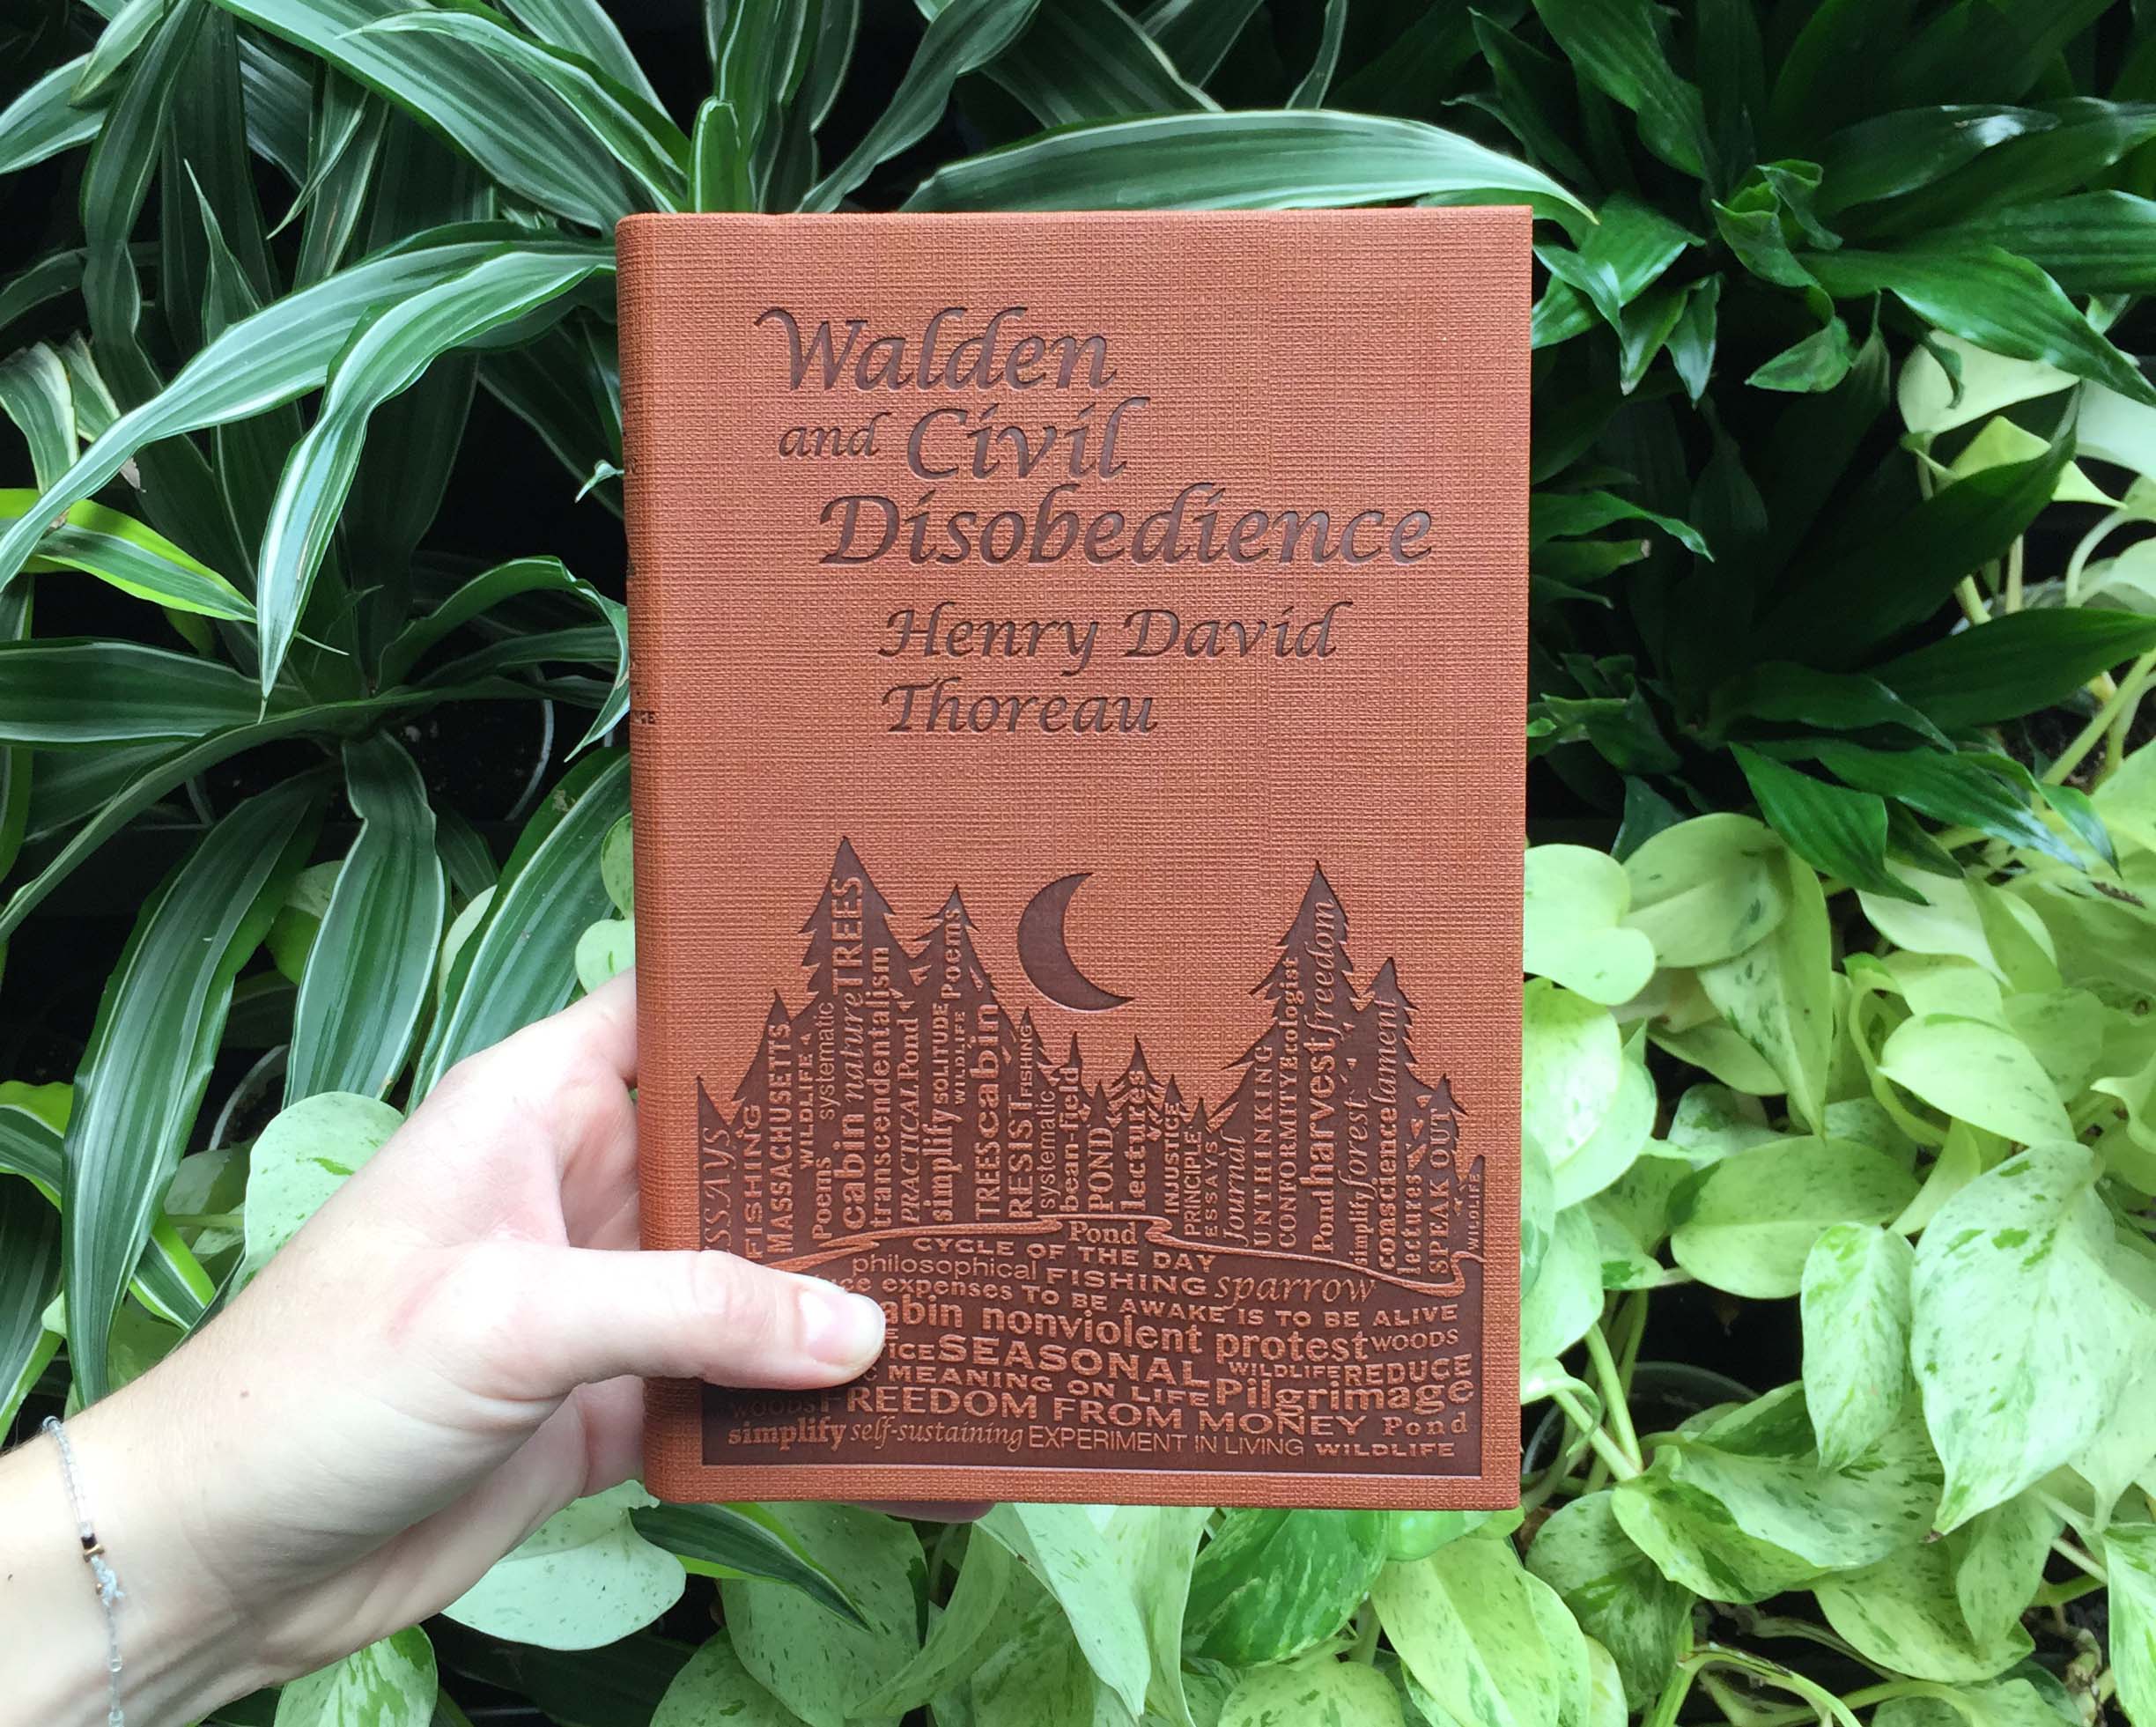 Walden
and Civil
Disobedience
Henry David
Thoreau
FISHING
MASSACHUSETTS
WILDLIFE
systematic
Poems
cabin nature TREES
transcendentalism
PRACTICAL Pond
simplify SOLITUDE Poems
WILDLIFE
TREES cabin
RESIST FISHING
systematic
bean-field
POND
lectures
INJUSTICE
PRINCIPLE
ESSAYS
Journal
UNTHINKING
CONFORMITY Ecologist
Pond harvest freedom
simplify forest
conscience lament
lectures
SPEAK OUT
WILDLIFE
Pond
CYCLE OF THE DAY
philosophical FISHING sparrow
expenses TO BE AWAKE IS TO BE ALIVE
abin nonviolent protest WOODS
ICE SEASONAL WILDLIFE REDUCE
MEANING ON LIFE Pilgrimage
WOODS FREEDOM FROM MONEY Pond
simplify self-sustaining EXPERIMENT IN LIVING WILDLIFE